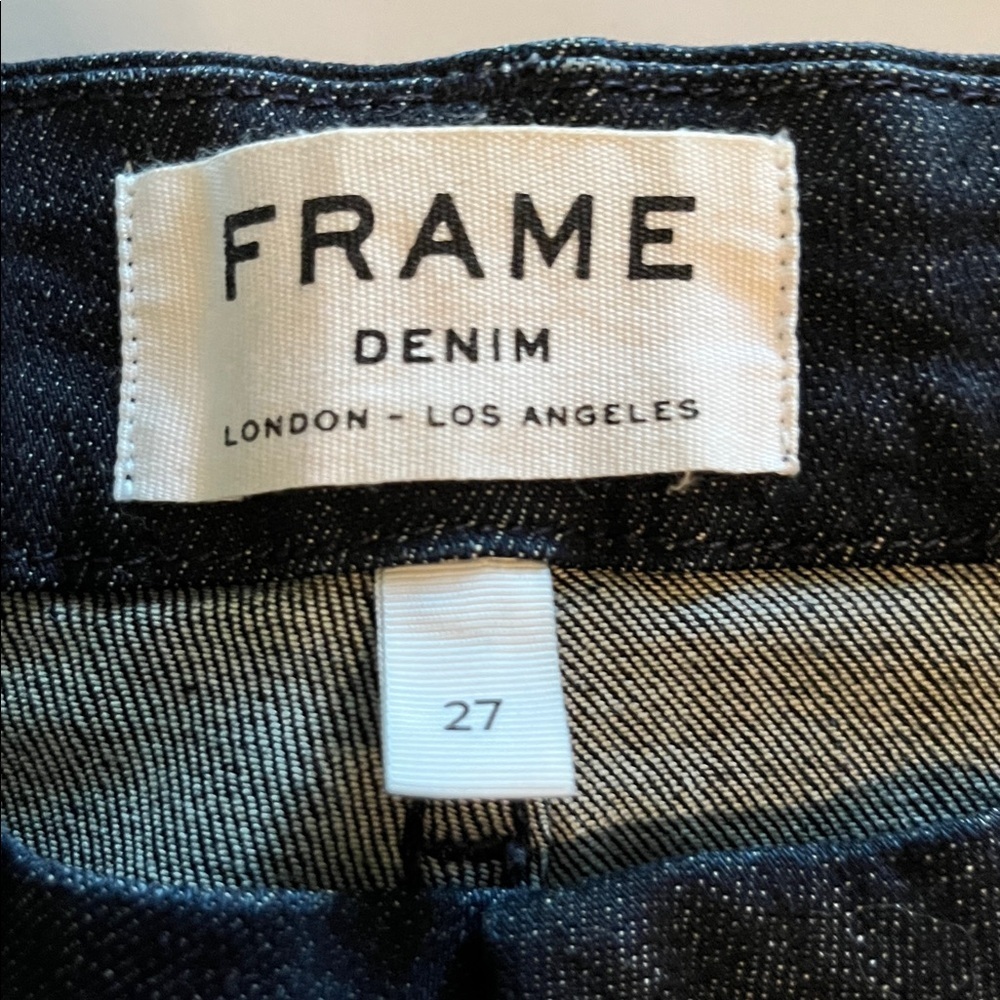 FRAME
DENIM
LONDON - LOS ANGELES
27